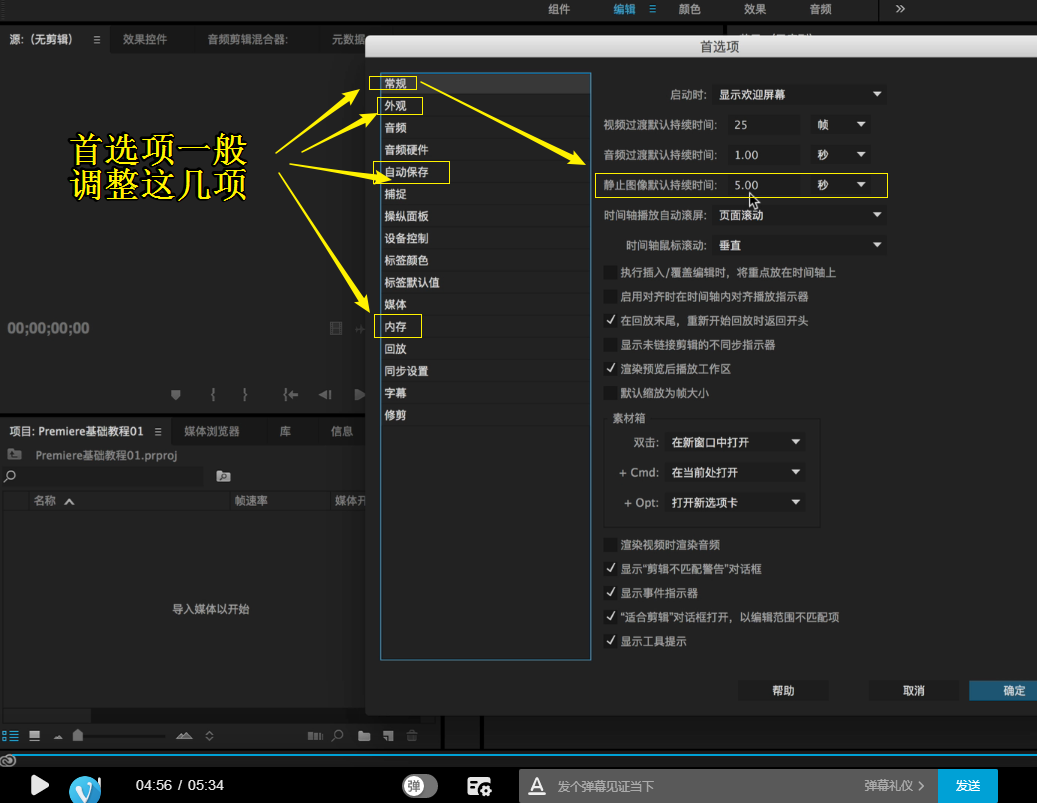 组件 编辑 颜色 效果 音频
源：（无剪辑） 效果控件 音频剪辑混合器： 元数据
首选项
常规
外观
音频
音频硬件
自动保存
捕捉
操纵面板
设备控制
标签颜色
标签默认值
媒体
内存
回放
同步设置
字幕
修剪
首选项一般
调整这几项
启动时： 显示欢迎屏幕
视频过渡默认持续时间： 25 帧
音频过渡默认持续时间： 1.00 秒
静止图像默认持续时间： 5.00 秒
时间轴播放自动滚屏： 页面滚动
时间轴鼠标滚动： 垂直
执行插入/覆盖编辑时，将重点放在时间轴上
启用对齐时在时间轴内对齐播放指示器
在回放末尾，重新开始回放时返回开头
显示未链接剪辑的不同步指示器
渲染预览后播放工作区
默认缩放为帧大小
素材箱
双击： 在新窗口中打开
+ Cmd: 在当前处打开
+ Opt: 打开新选项卡
渲染视频时渲染音频
显示“剪辑不匹配警告”对话框
显示事件指示器
“适合剪辑”对话框打开，以编辑范围不匹配项
显示工具提示
帮助 取消 确定
00;00;00;00
项目: Premiere基础教程01 媒体浏览器 库 信息
Premiere基础教程01.prproj
名称 帧速率 媒体开
导入媒体以开始
04:56 / 05:34 弹 发个弹幕见证当下 弹幕礼仪 发送